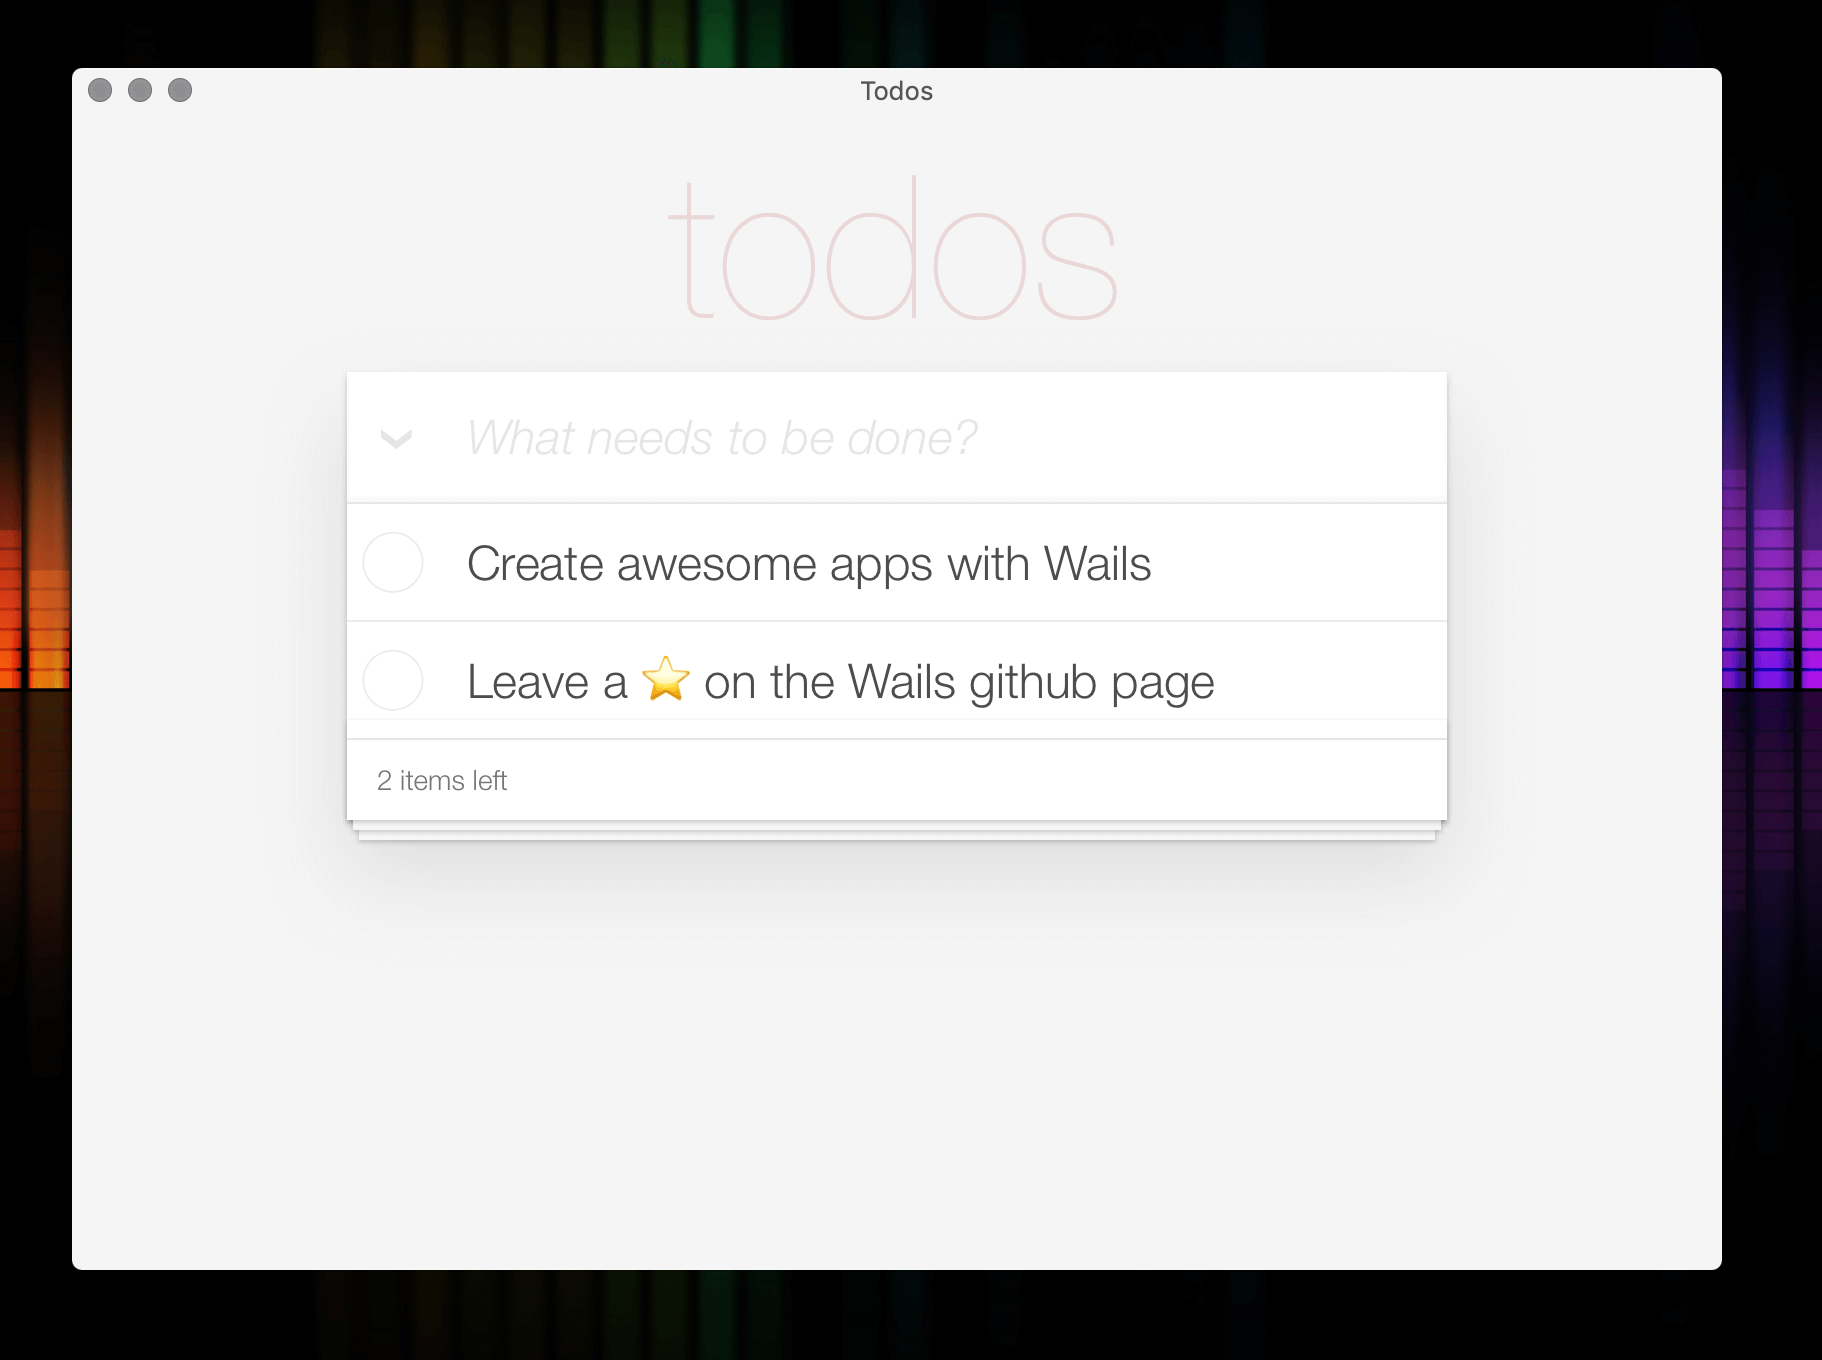 Todos
todos
What needs to be done?
Create awesome apps with Wails
Leave a ⭐ on the Wails github page
2 items left